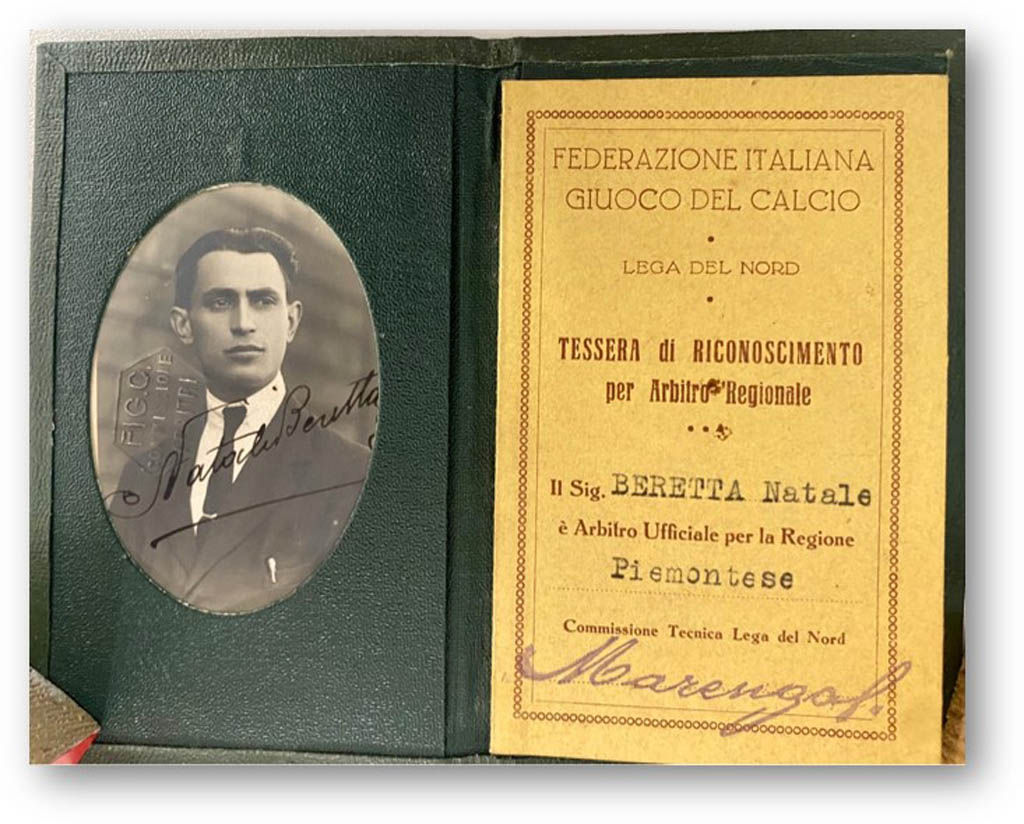 F.I.G.C.
Natale Beretta
FEDERAZIONE ITALIANA
GIUOCO DEL CALCIO
LEGA DEL NORD
TESSERA di RICONOSCIMENTO
per Arbitro Regionale
Il Sig. BERETTA Natale
è Arbitro Ufficiale per la Regione
Piemontese
Commissione Tecnica Lega del Nord
Marengo f.